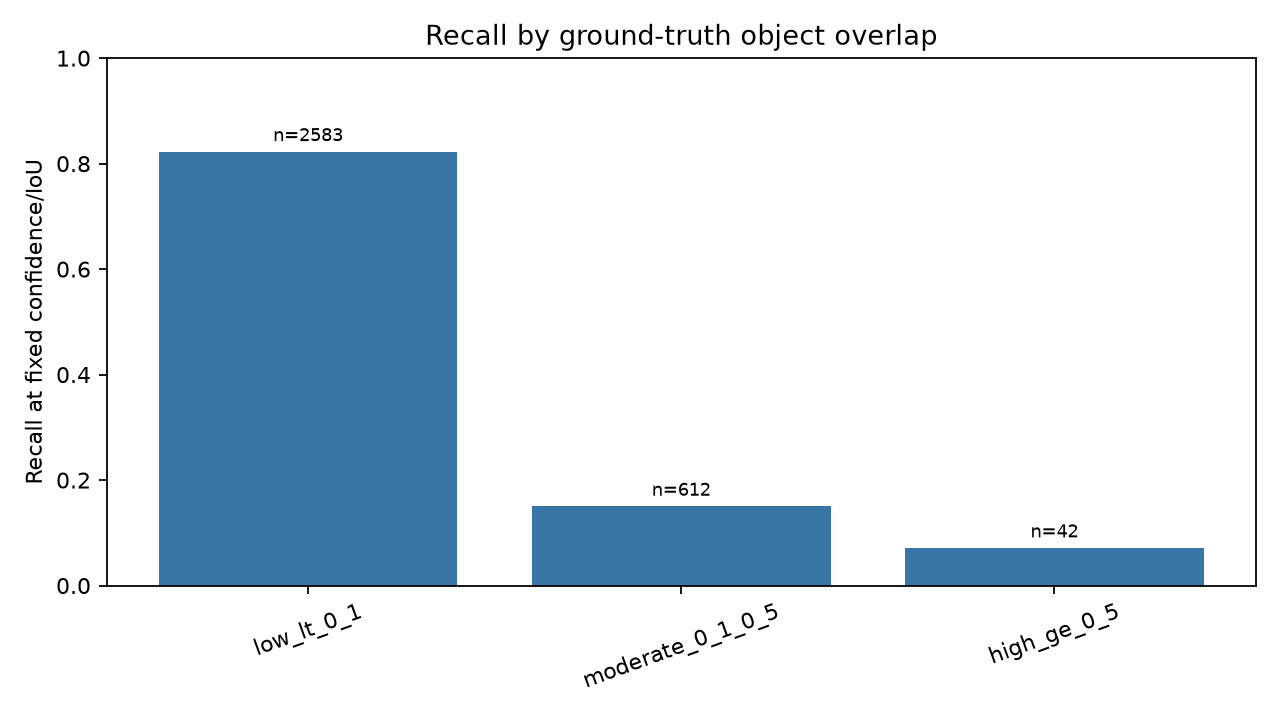 Recall by ground-truth object overlap
Recall at fixed confidence/IoU
1.0
0.8
0.6
0.4
0.2
0.0
n=2583
n=612
n=42
low_lt_0_1
moderate_0_1_0_5
high_ge_0_5